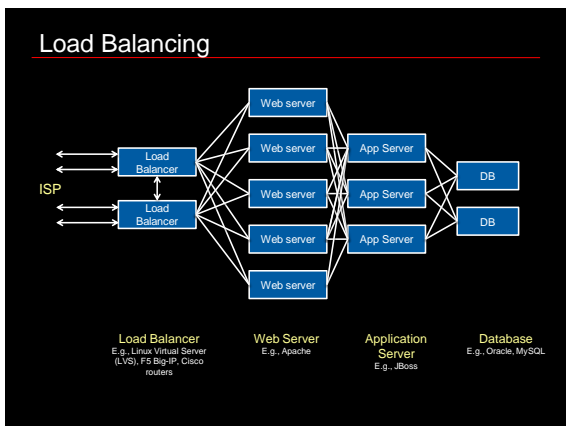 Load Balancing
Web server
Load
Balancer
Web server
App Server
ISP
Load
Balancer
Web server
App Server
DB
Web server
App Server
DB
Web server
Load Balancer
E.g., Linux Virtual Server
(LVS), F5 Big-IP, Cisco
routers
Web Server
E.g., Apache
Application
Server
E.g., JBoss
Database
E.g., Oracle, MySQL